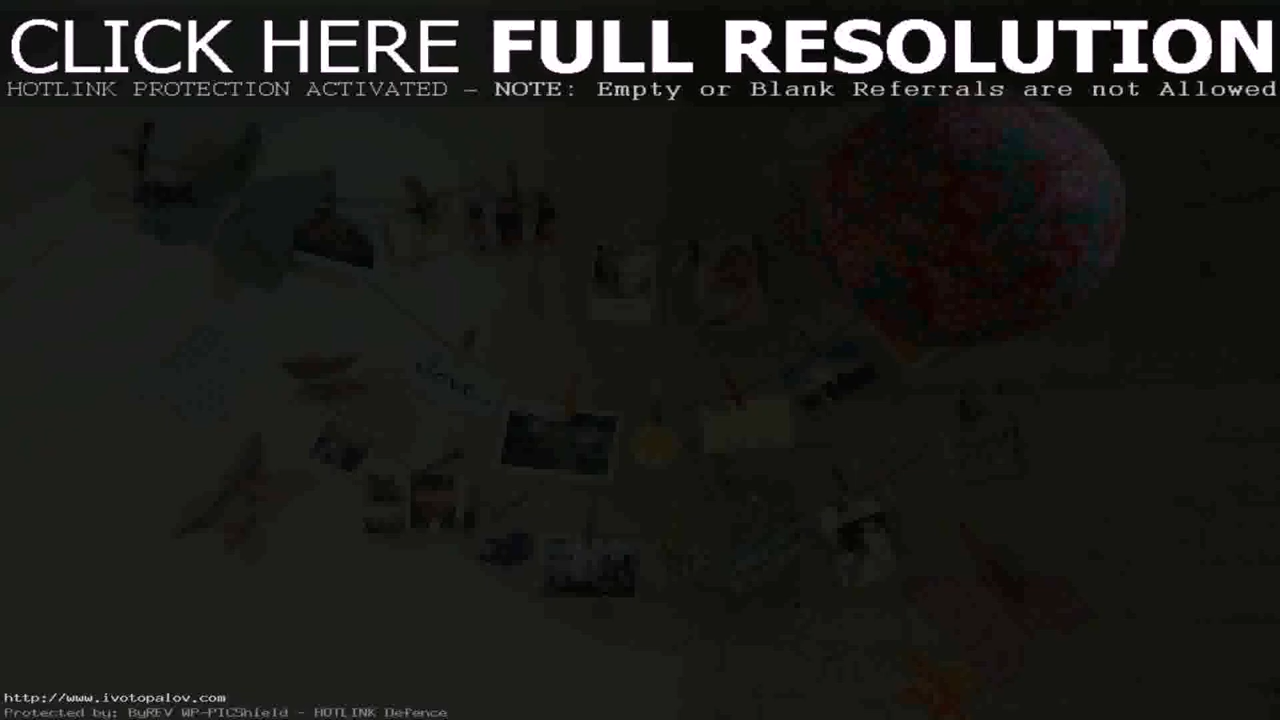 CLICK HERE FULL RESOLUTION
HOTLINK PROTECTION ACTIVATED – NOTE: Empty or Blank Referrals are not Allowed
http://www.ivotopalov.com
Protected by: ByREV WP-PICShield - HOTLINK Defence